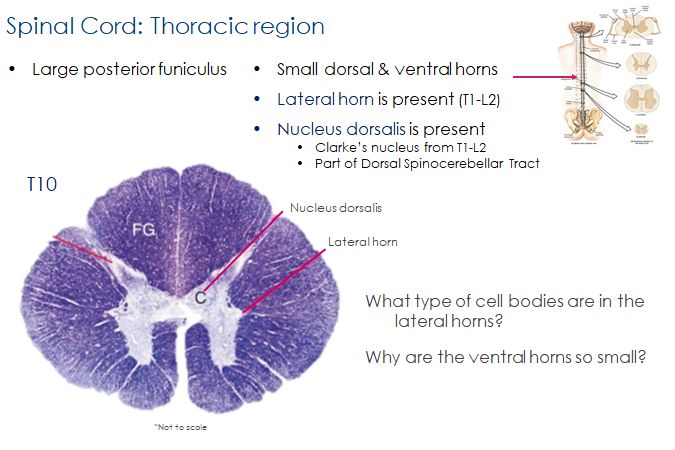 Spinal Cord: Thoracic region
• Large posterior funiculus
• Small dorsal & ventral horns
• Lateral horn is present (T1-L2)
• Nucleus dorsalis is present
• Clarke's nucleus from T1-L2
• Part of Dorsal Spinocerebellar Tract
T10
Nucleus dorsalis
FG
Lateral horn
C
What type of cell bodies are in the
lateral horns?
Why are the ventral horns so small?
*Not to scale